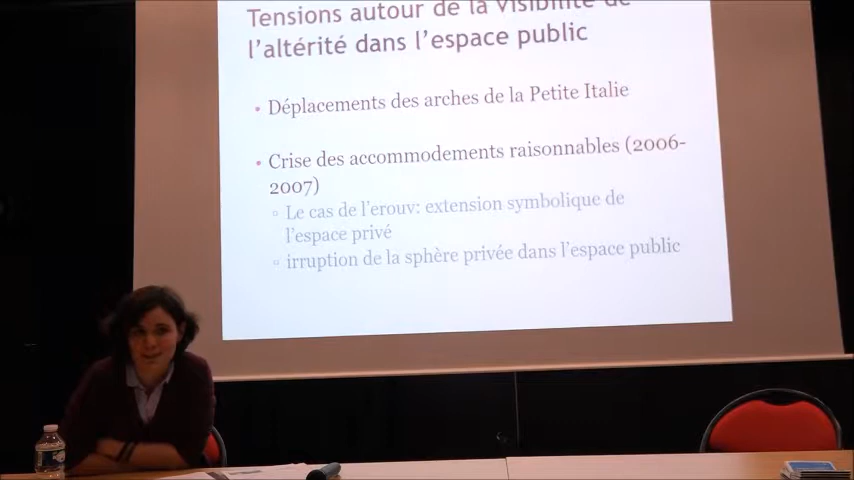 Tensions autour de la visibilité de
l'altérité dans l'espace public
• Déplacements des arches de la Petite Italie
• Crise des accommodements raisonnables (2006-
2007)
▫ Le cas de l'erouv: extension symbolique de
l'espace privé
▫ irruption de la sphère privée dans l'espace public